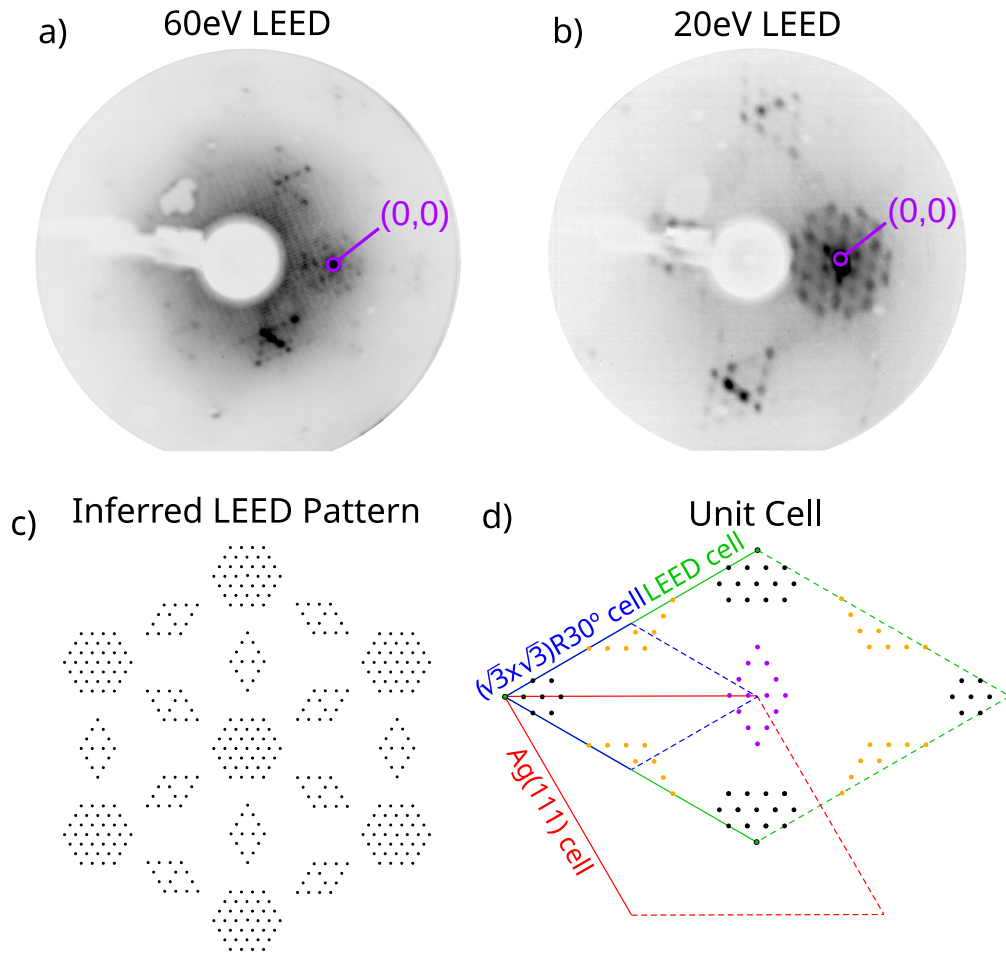 a)
60eV LEED
(0,0)
b)
20eV LEED
(0,0)
c)
Inferred LEED Pattern
d)
Unit Cell
(√3x√3)R30º cell
LEED cell
Ag(111) cell